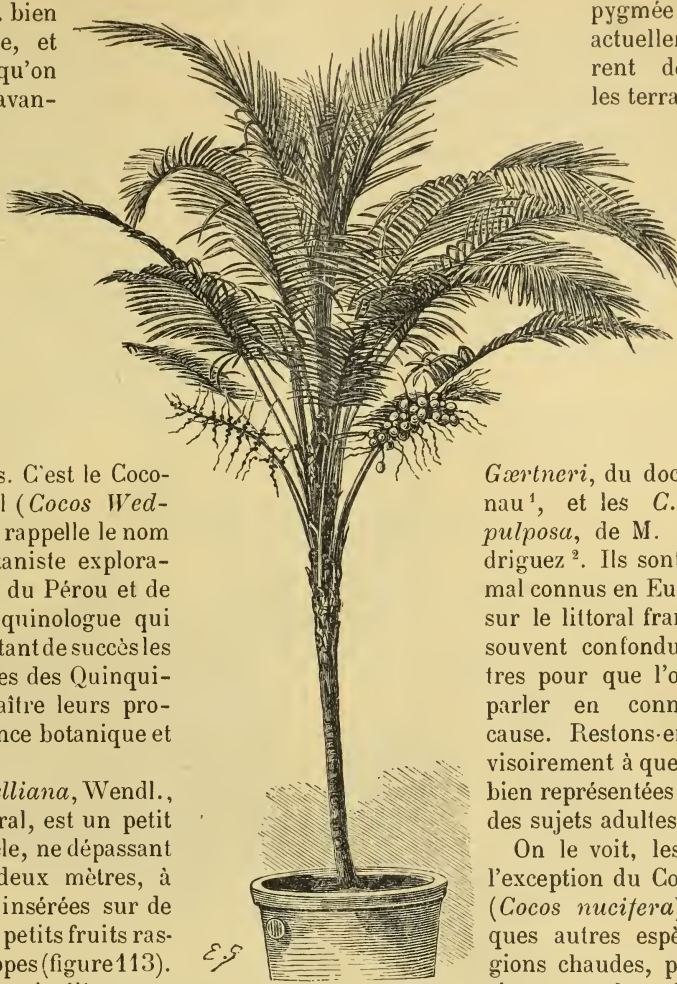 bien
e, et
qu'on
avan-
s. C'est le Coco-
l (Cocos Wed-
rappelle le nom
taniste explora-
du Pérou et de
quinologue qui
tant de succès les
es des Quinqui-
aître leurs pro-
nce botanique et
lliana, Wendl.,
ral, est un petit
le, ne dépassant
deux mètres, à
insérées sur de
petits fruits ras-
ppes (figure 113).
E. G
pygmée
actueller
rent de
les terra
Gærtneri, du doc
nau ¹, et les C.
pulposa, de M.
driguez ². Ils sont
mal connus en Eu
sur le littoral fran
souvent confondu
tres pour que l'o
parler en conn
cause. Restons-en
visoirement à que
bien représentées
des sujets adultes
On le voit, les
l'exception du Co
(Cocos nucifera)
ques autres espè
gions chaudes, p